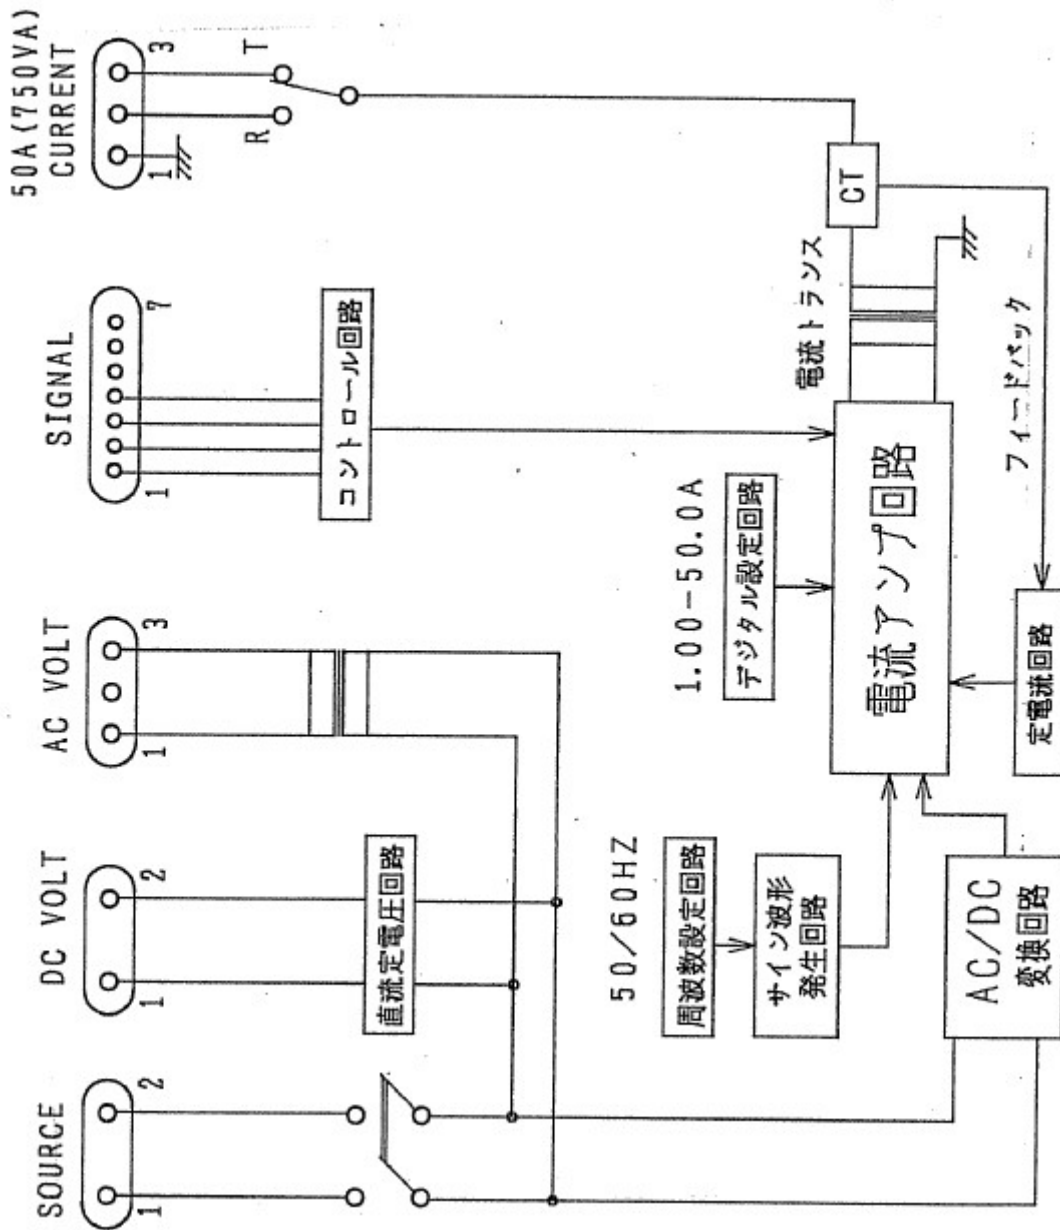 SOURCE
1
2
DC VOLT
1
2
AC VOLT
1
3
SIGNAL
1
7
50A(750VA)
CURRENT
1
3
R
T
直流定電圧回路
コントロール回路
50/60HZ
周波数設定回路
サイン波形
発生回路
1.00-50.0A
デジタル設定回路
電流アンプ回路
電流トランス
CT
AC/DC
変換回路
定電流回路
フィードバック